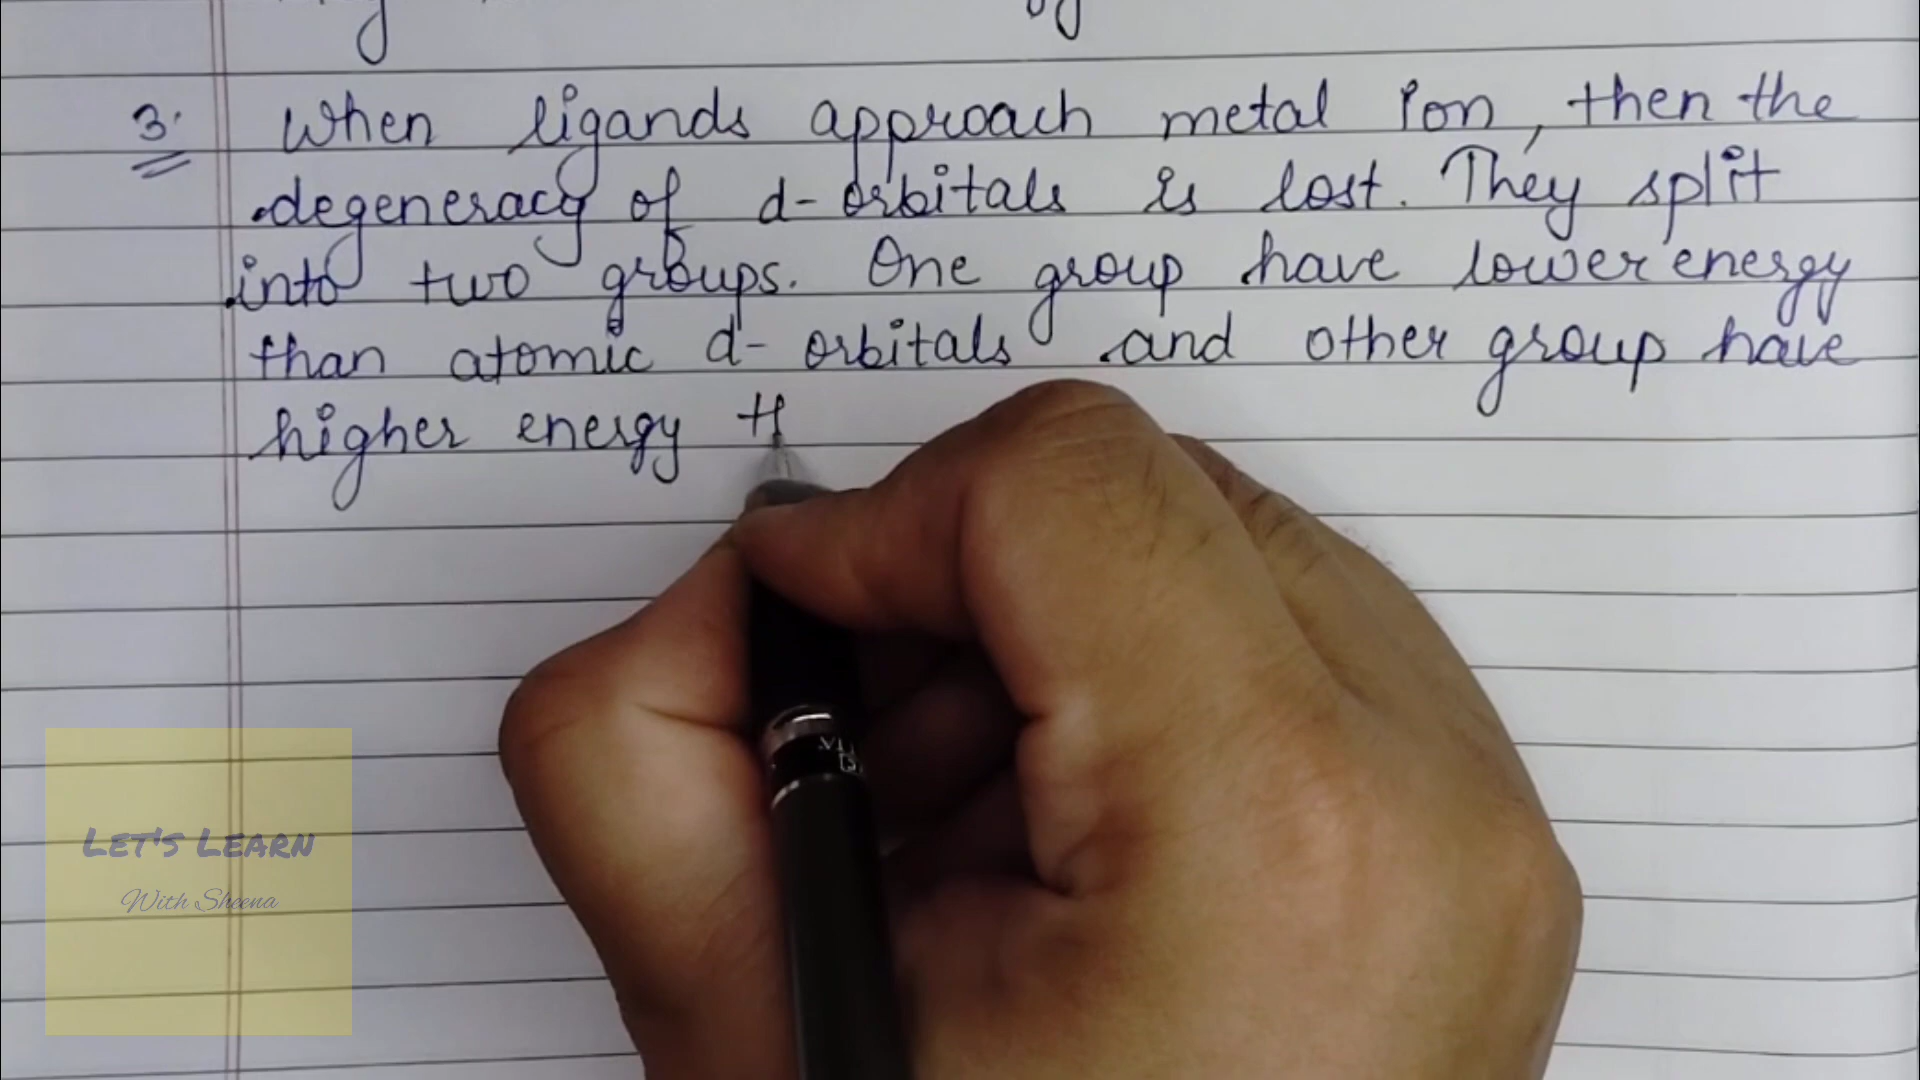 3. When ligands approach metal ion, then the
degeneracy of d-orbitals is lost. They split
into two groups. One group have lower energy
than atomic d-orbitals and other group have
higher energy
LET'S LEARN
With Sheena